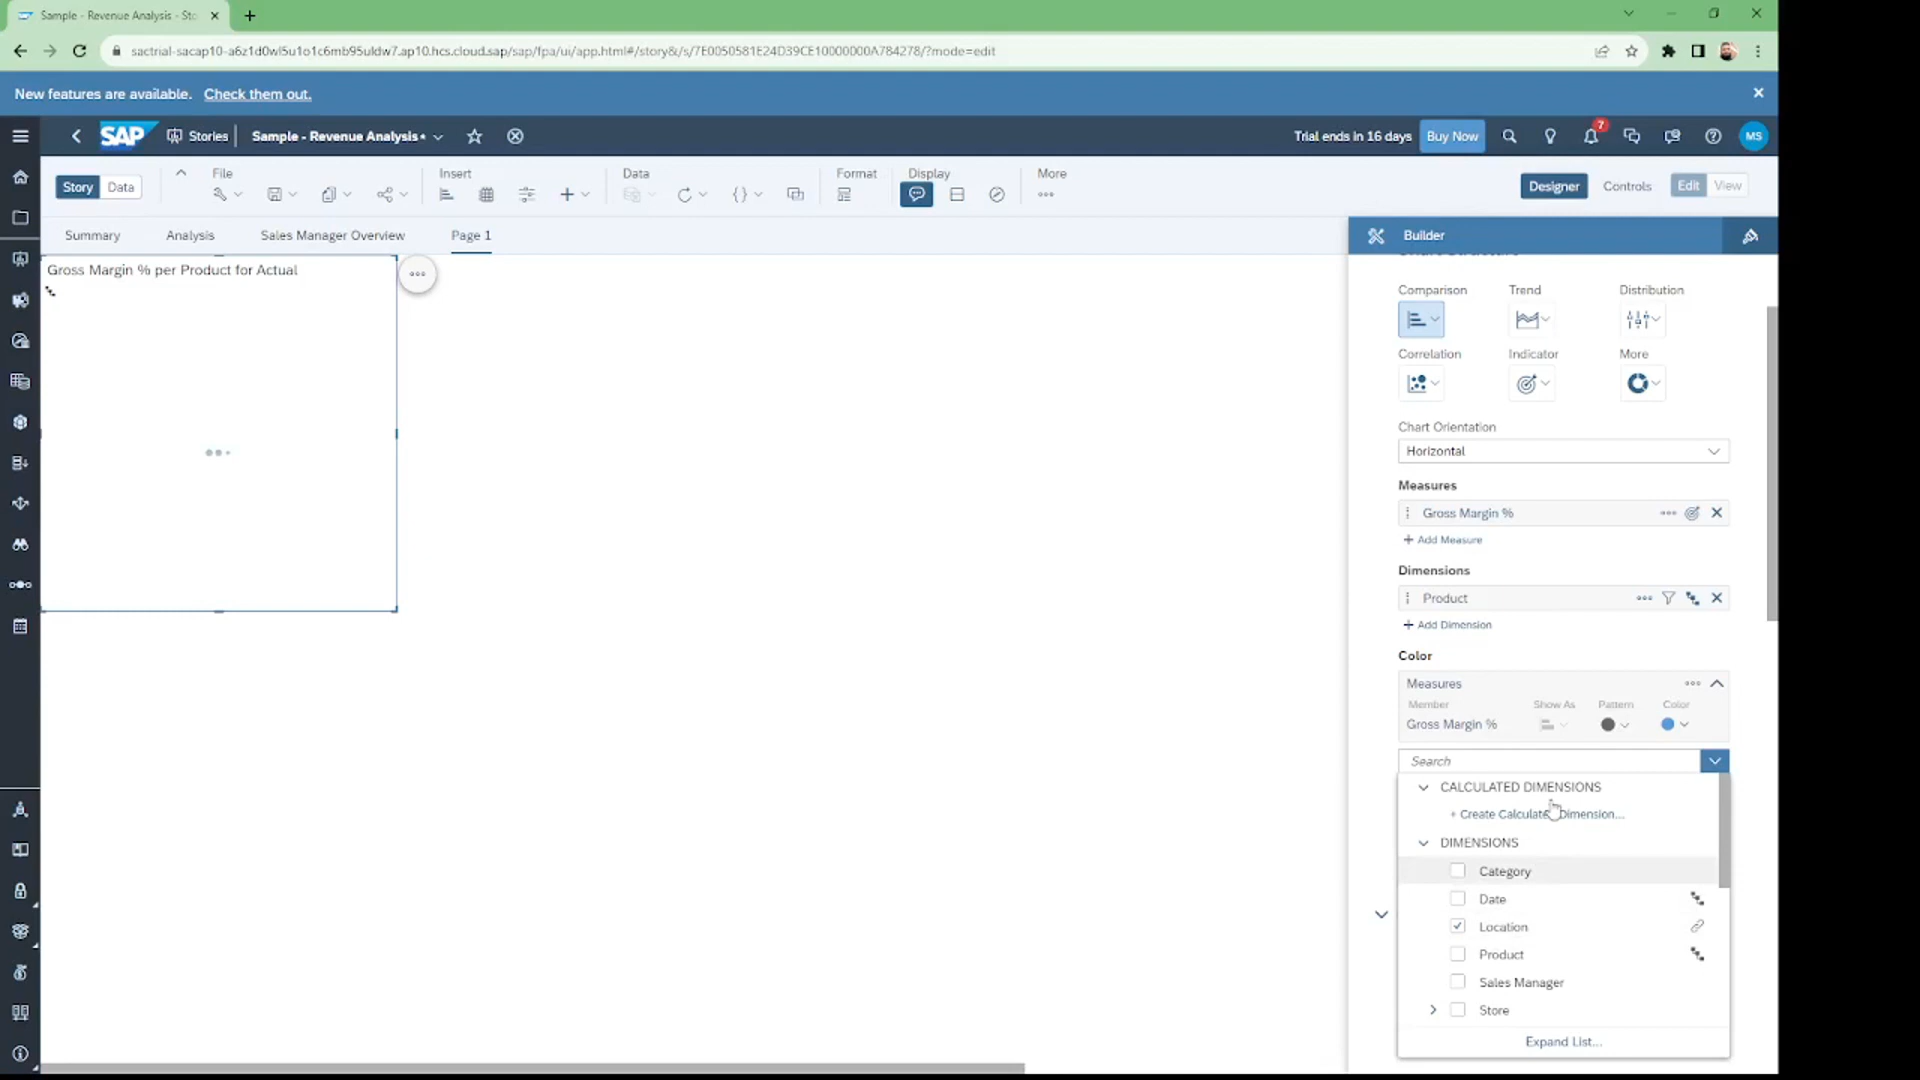 Sample - Revenue Analysis - Sto
sactrial-sacap10-a6z1d0wl5u1o1c6mb95uldw7.ap10.hcs.cloud.sap/sap/fpa/ui/app.html#/story&/s/7E0050581E24D39CE10000000A784278/?mode=edit
New features are available. Check them out.
SAP Stories Sample - Revenue Analysis* Trial ends in 16 days Buy Now 7 MS
File Insert Data Format Display More
Story Data Designer Controls Edit View
Summary Analysis Sales Manager Overview Page 1 Builder
Gross Margin % per Product for Actual
Comparison Trend Distribution
Correlation Indicator More
Chart Orientation
Horizontal
Measures
Gross Margin %
+ Add Measure
Dimensions
Product
+ Add Dimension
Color
Measures
Member Show As Pattern Color
Gross Margin %
Search
CALCULATED DIMENSIONS
+ Create Calculated Dimension...
DIMENSIONS
Category
Date
Location
Product
Sales Manager
Store
Expand List...